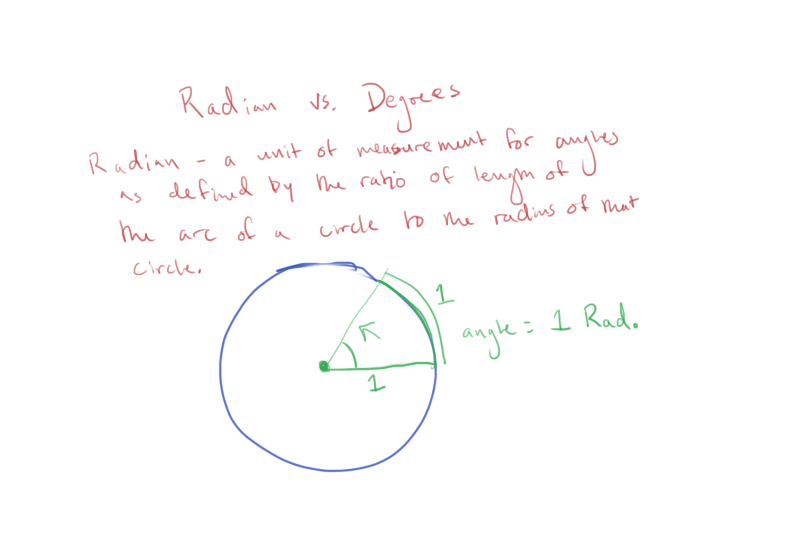 Radian vs. Degrees
Radian - a unit of measurement for angles
as defined by the ratio of length of
the arc of a circle to the radius of that
circle.
1
angle = 1 Rad.
1